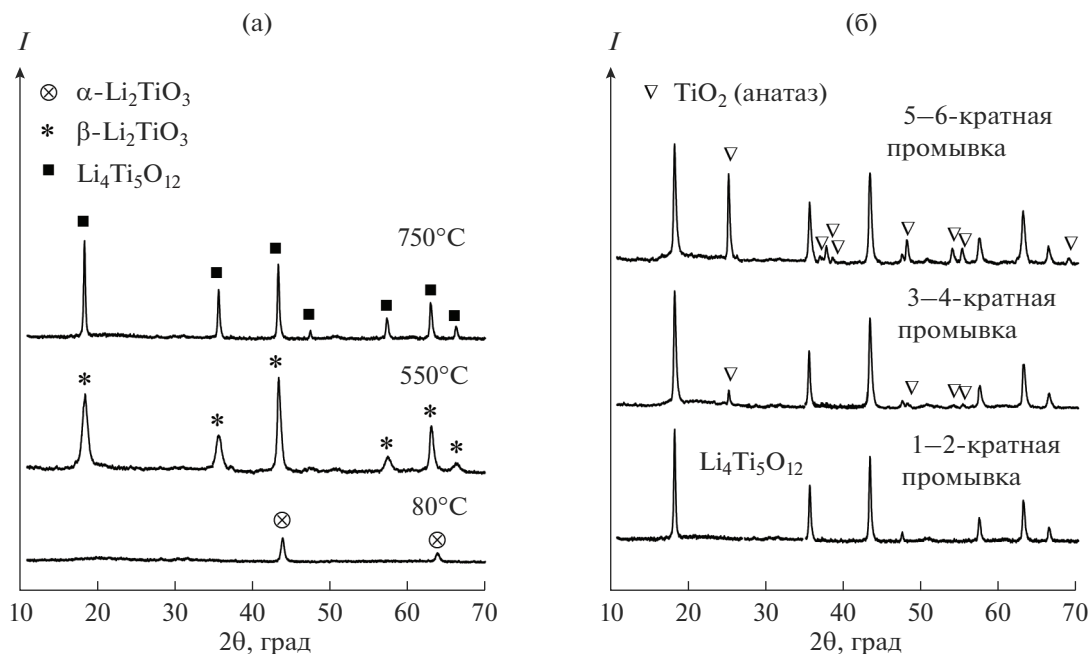 (а)
I
⊗ α-Li₂TiO₃
* β-Li₂TiO₃
■ Li₄Ti₅O₁₂
750°C
550°C
80°C
10 20 30 40 50 60 70
2θ, град
(б)
I
∇ TiO₂ (анатаз)
5–6-кратная
промывка
3–4-кратная
промывка
Li₄Ti₅O₁₂
1–2-кратная
промывка
10 20 30 40 50 60 70
2θ, град